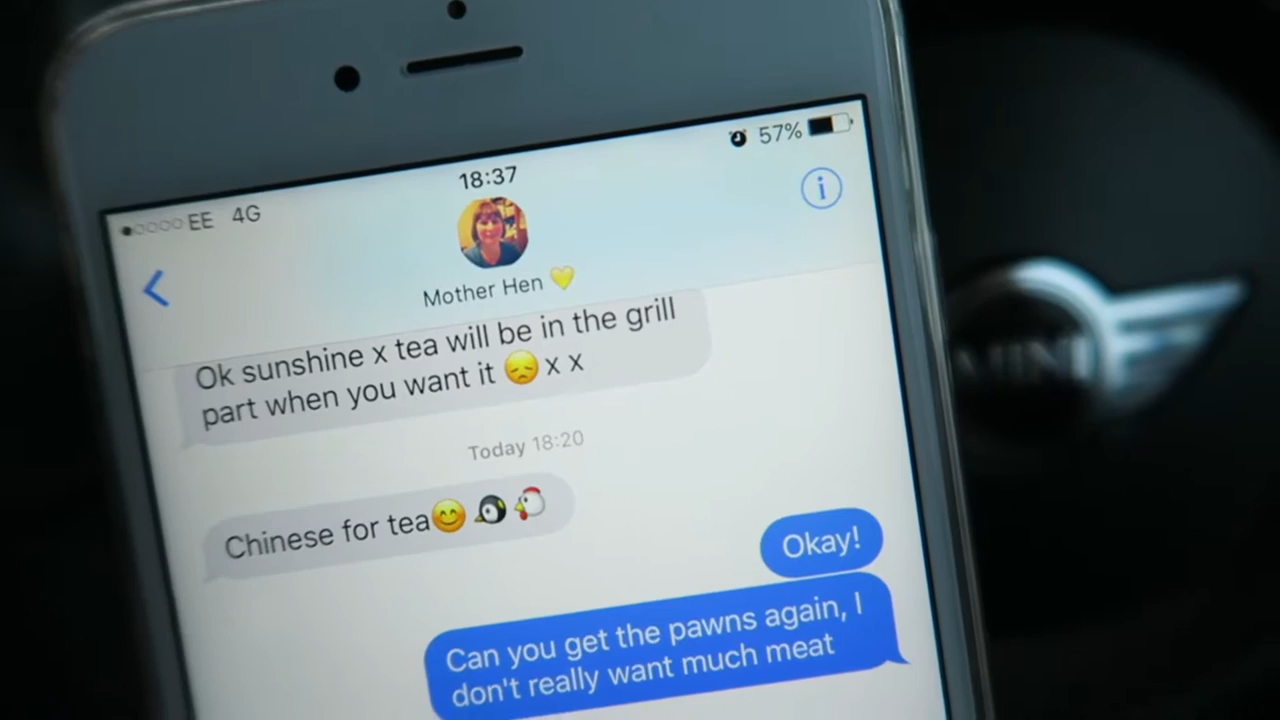 18:37
57%
EE 4G
Mother Hen 💛
Ok sunshine x tea will be in the grill
part when you want it 😞 x x
Today 18:20
Chinese for tea😊🐧🐔
Okay!
Can you get the pawns again, I
don't really want much meat
MINI